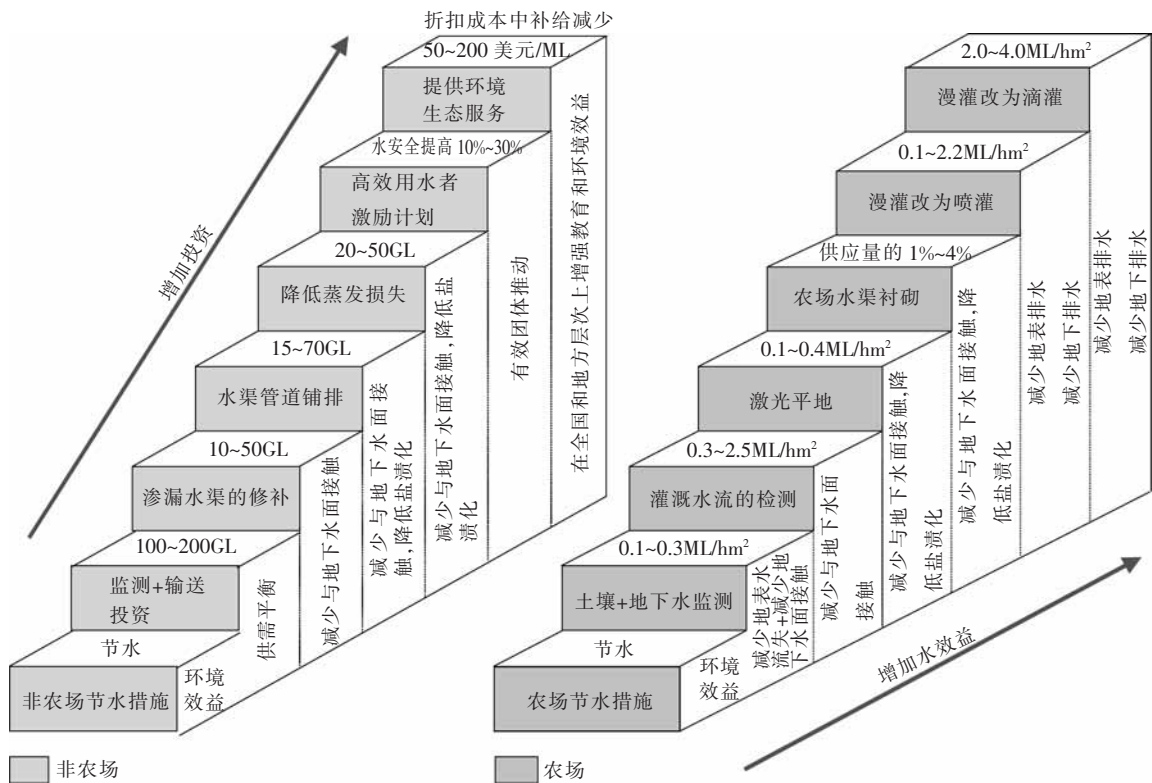 折扣成本中补给减少
50~200 美元/ML
提供环境
生态服务
水安全提高 10%~30%
高效用水者
激励计划
20~50GL
降低蒸发损失
15~70GL
水渠管道铺排
10~50GL
渗漏水渠的修补
100~200GL
监测+输送
投资
节水
非农场节水措施
环境
效益
供需平衡
减少与地下水面接触
减少与地下水面接
触,降低盐渍化
减少与地下水面接触,降低盐
渍化
有效团体推动
在全国和地方层次上增强教育和环境效益
增加投资
非农场
2.0~4.0ML/hm²
漫灌改为滴灌
0.1~2.2ML/hm²
漫灌改为喷灌
供应量的 1%~4%
农场水渠衬砌
0.1~0.4ML/hm²
激光平地
0.3~2.5ML/hm²
灌溉水流的检测
0.1~0.3ML/hm²
土壤+地下水监测
节水
农场节水措施
环境
效益
减少地表水
流失+减少地
下水面接触
减少与地下水面
接触
减少与地下水面接触,降
低盐渍化
减少与地下水面接触,降
低盐渍化
减少地表排水
减少地下排水
减少地表排水
减少地下排水
增加水效益
农场